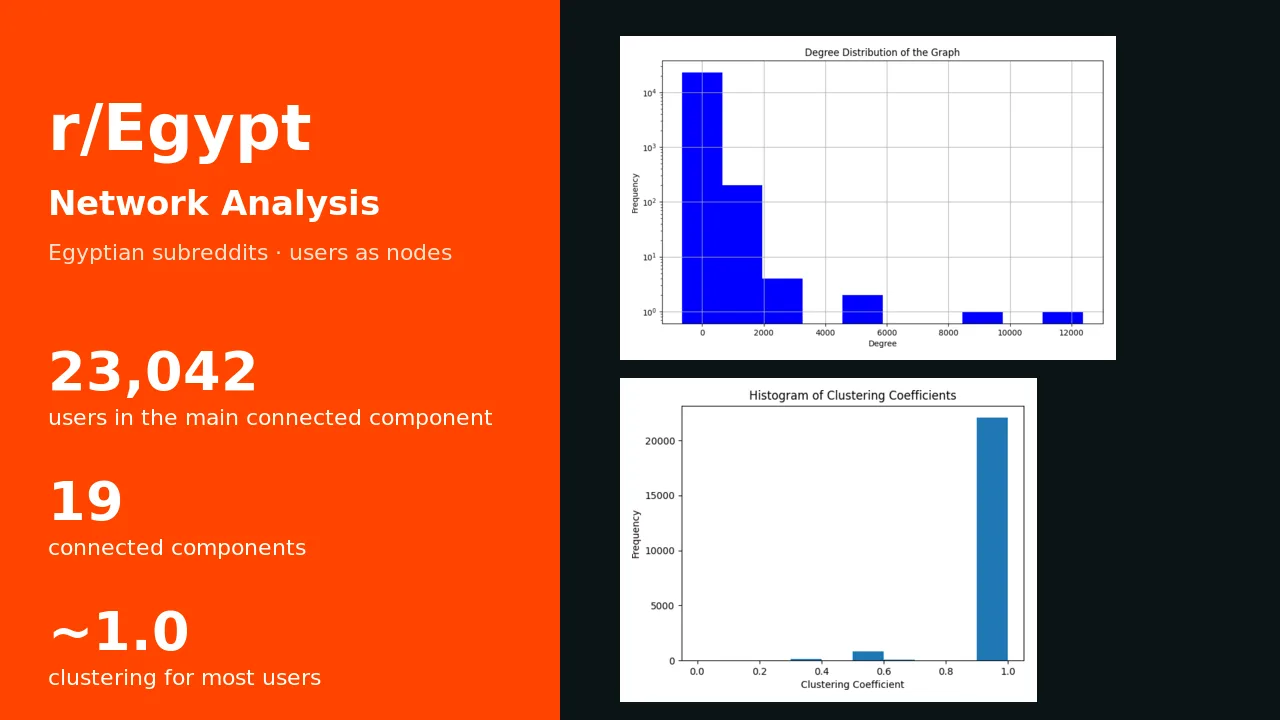 r/Egypt
Network Analysis
Egyptian subreddits · users as nodes
23,042
users in the main connected component
19
connected components
~1.0
clustering for most users
Degree Distribution of the Graph
Frequency
10⁴
10³
10²
10¹
10⁰
0 2000 4000 6000 8000 10000 12000
Degree
Histogram of Clustering Coefficients
Frequency
20000
15000
10000
5000
0
0.0 0.2 0.4 0.6 0.8 1.0
Clustering Coefficient